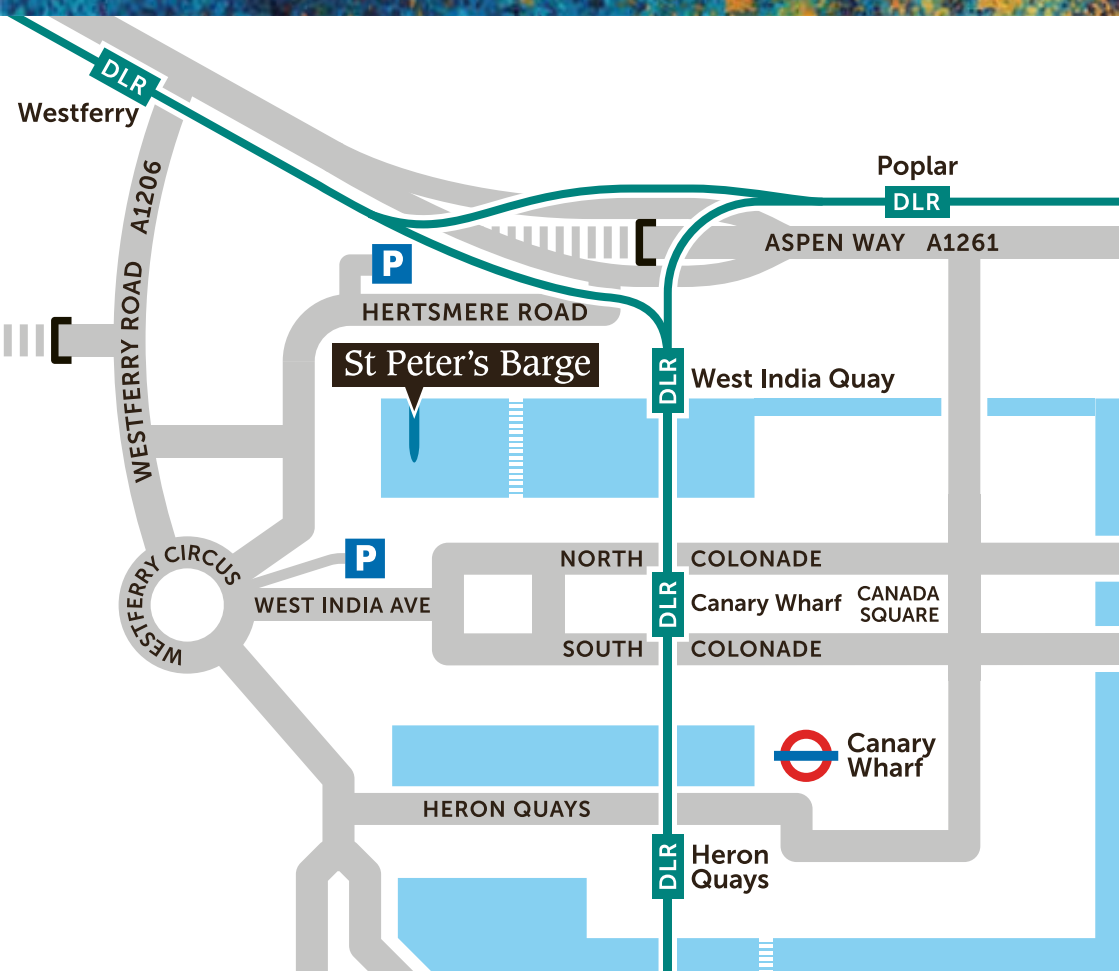 DLR
Westferry
A1206
WESTFERRY ROAD
Poplar
DLR
ASPEN WAY A1261
P
HERTSMERE ROAD
St Peter's Barge
DLR
West India Quay
WESTFERRY CIRCUS
P
WEST INDIA AVE
NORTH COLONADE
DLR
Canary Wharf
CANADA
SQUARE
SOUTH COLONADE
Canary
Wharf
HERON QUAYS
DLR
Heron
Quays